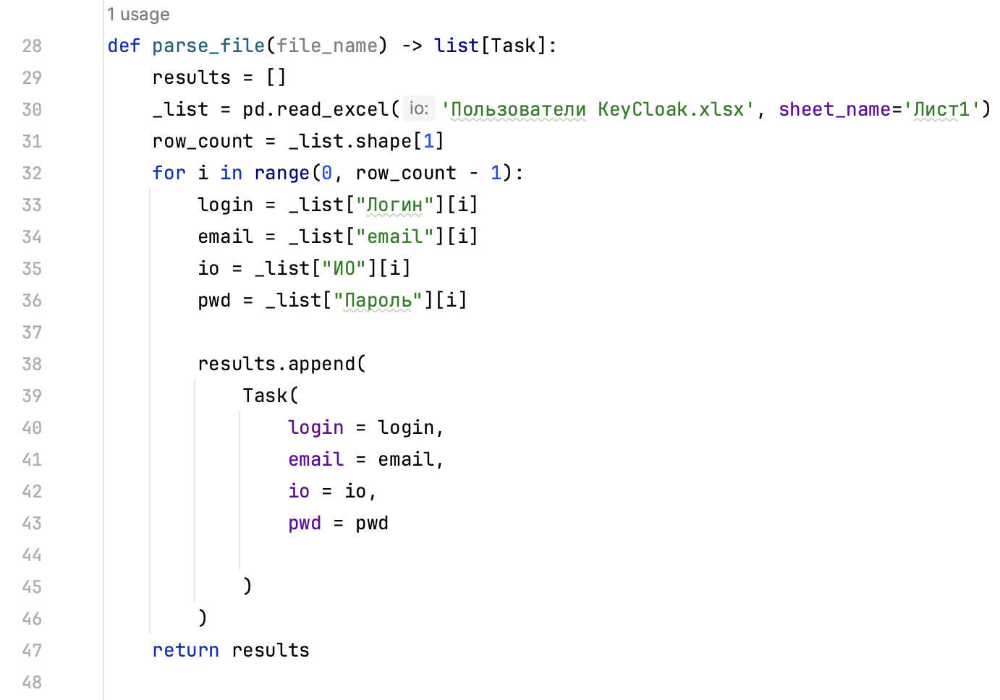 1 usage
28 def parse_file(file_name) -> list[Task]:
29     results = []
30     _list = pd.read_excel( io: 'Пользователи KeyCloak.xlsx', sheet_name='Лист1')
31     row_count = _list.shape[1]
32     for i in range(0, row_count - 1):
33         login = _list["Логин"][i]
34         email = _list["email"][i]
35         io = _list["ИО"][i]
36         pwd = _list["Пароль"][i]
37
38         results.append(
39             Task(
40                 login = login,
41                 email = email,
42                 io = io,
43                 pwd = pwd
44
45             )
46         )
47     return results
48